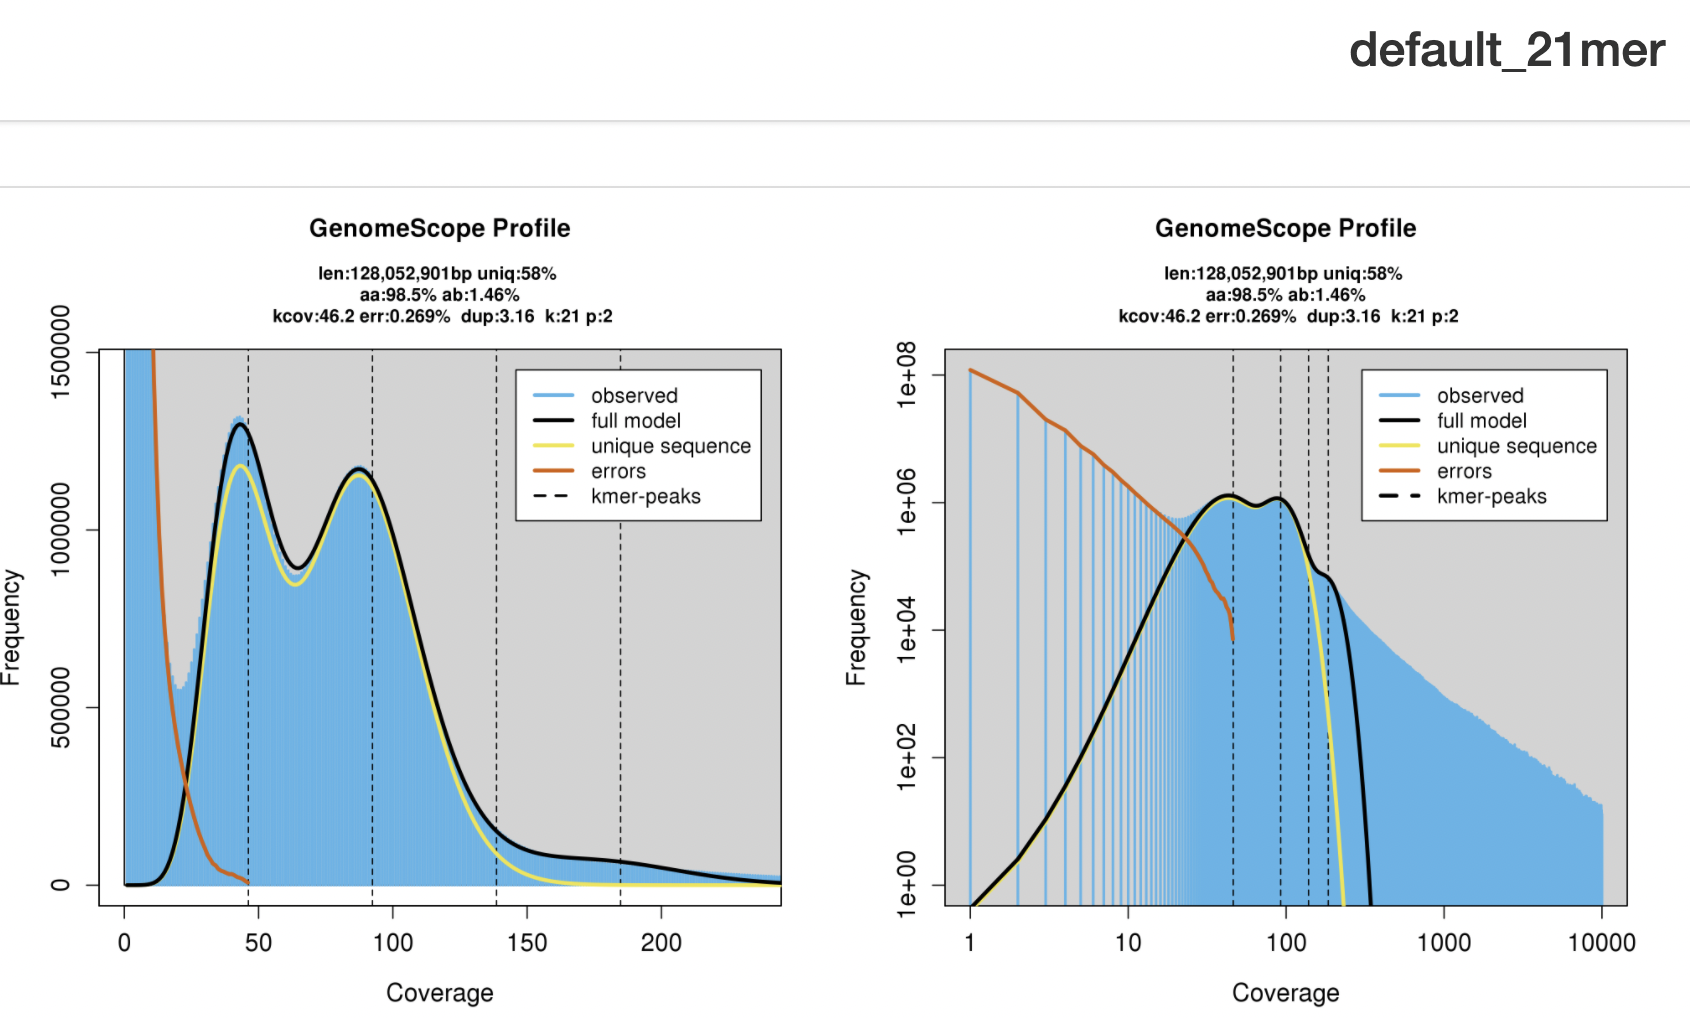 default_21mer
GenomeScope Profile
len:128,052,901bp uniq:58%
aa:98.5% ab:1.46%
kcov:46.2 err:0.269%  dup:3.16  k:21 p:2
observed
full model
unique sequence
errors
kmer-peaks
Frequency
1500000
1000000
500000
0
0 50 100 150 200
Coverage
GenomeScope Profile
len:128,052,901bp uniq:58%
aa:98.5% ab:1.46%
kcov:46.2 err:0.269%  dup:3.16  k:21 p:2
observed
full model
unique sequence
errors
kmer-peaks
Frequency
1e+08
1e+06
1e+04
1e+02
1e+00
1 10 100 1000 10000
Coverage